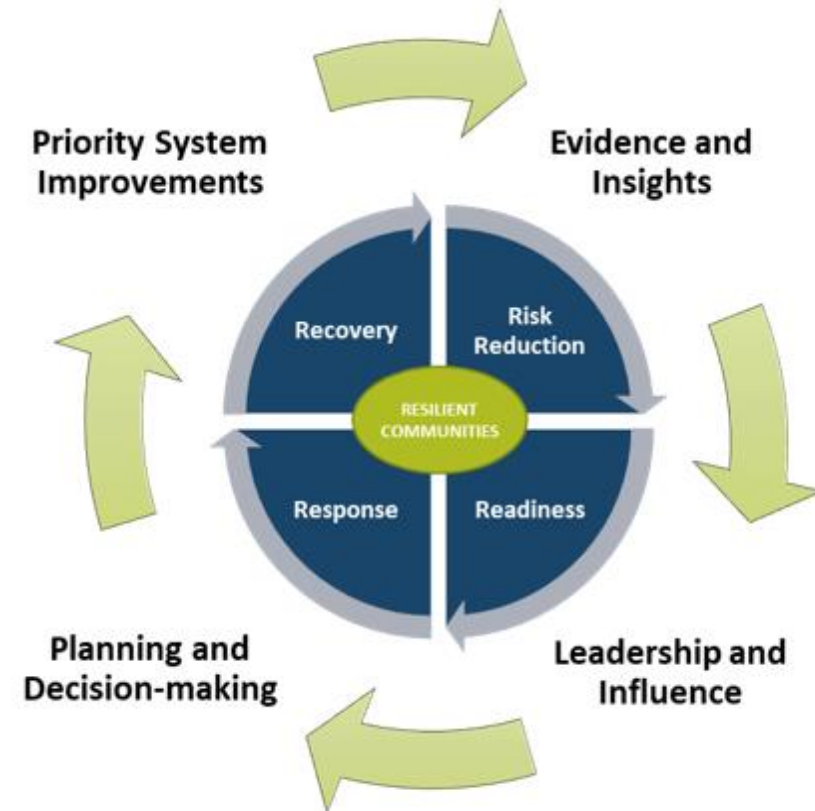 Priority System
Improvements
Evidence and
Insights
Recovery
Risk
Reduction
RESILIENT
COMMUNITIES
Response
Readiness
Planning and
Decision-making
Leadership and
Influence